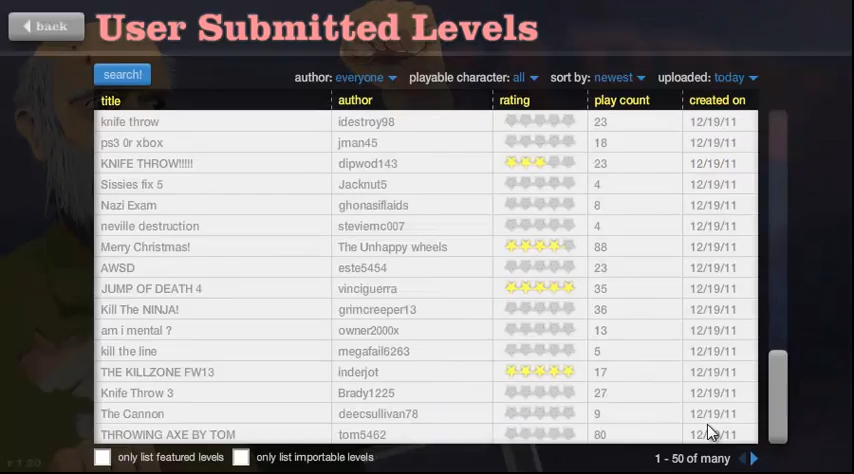 back
User Submitted Levels
search!
author: everyone playable character: all sort by: newest uploaded: today
title author rating play count created on
knife throw idestroy98 23 12/19/11
ps3 0r xbox jman45 18 12/19/11
KNIFE THROW!!!!! dipwod143 23 12/19/11
Sissies fix 5 Jacknut5 4 12/19/11
Nazi Exam ghonasiflaids 8 12/19/11
neville destruction steviemc007 4 12/19/11
Merry Christmas! The Unhappy wheels 88 12/19/11
AWSD este5454 23 12/19/11
JUMP OF DEATH 4 vinciguerra 35 12/19/11
Kill The NINJA! grimcreeper13 36 12/19/11
am i mental ? owner2000x 13 12/19/11
kill the line megafail6263 5 12/19/11
THE KILLZONE FW13 inderjot 17 12/19/11
Knife Throw 3 Brady1225 27 12/19/11
The Cannon deecsullivan78 9 12/19/11
THROWING AXE BY TOM tom5462 80 12/19/11
only list featured levels only list importable levels 1 - 50 of many